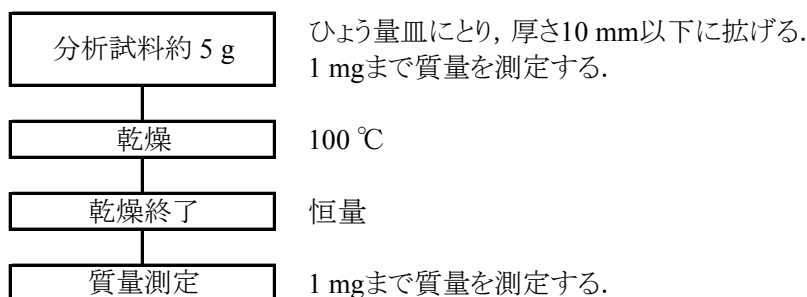 分析試料約 5 g
ひょう量皿にとり, 厚さ10 mm以下に拡げる.
1 mgまで質量を測定する.
乾燥
100 ℃
乾燥終了
恒量
質量測定
1 mgまで質量を測定する.